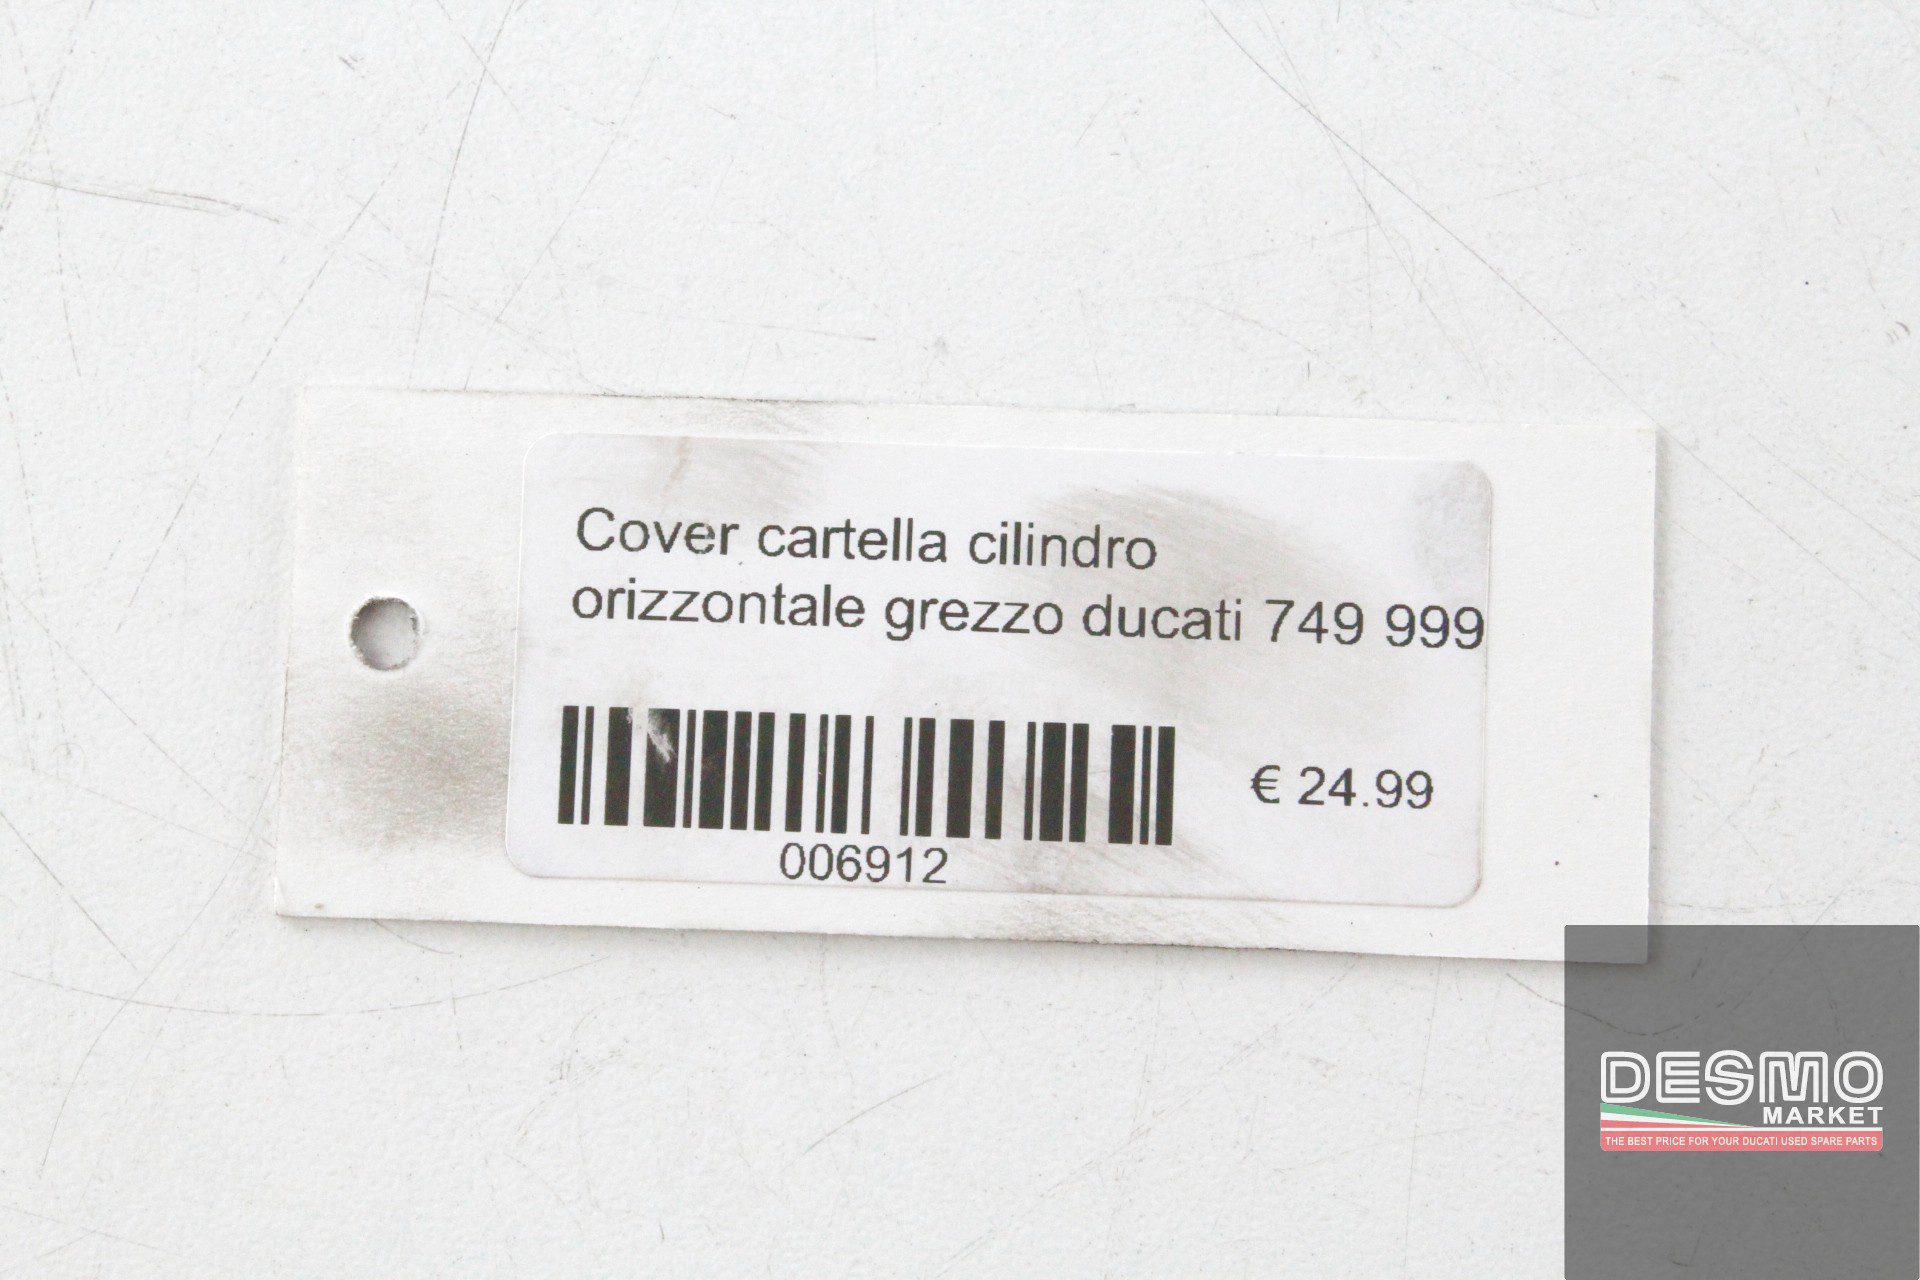 Cover cartella cilindro
orizzontale grezzo ducati 749 999
€ 24.99
006912
DESMO
MARKET
THE BEST PRICE FOR YOUR DUCATI USED SPARE PARTS